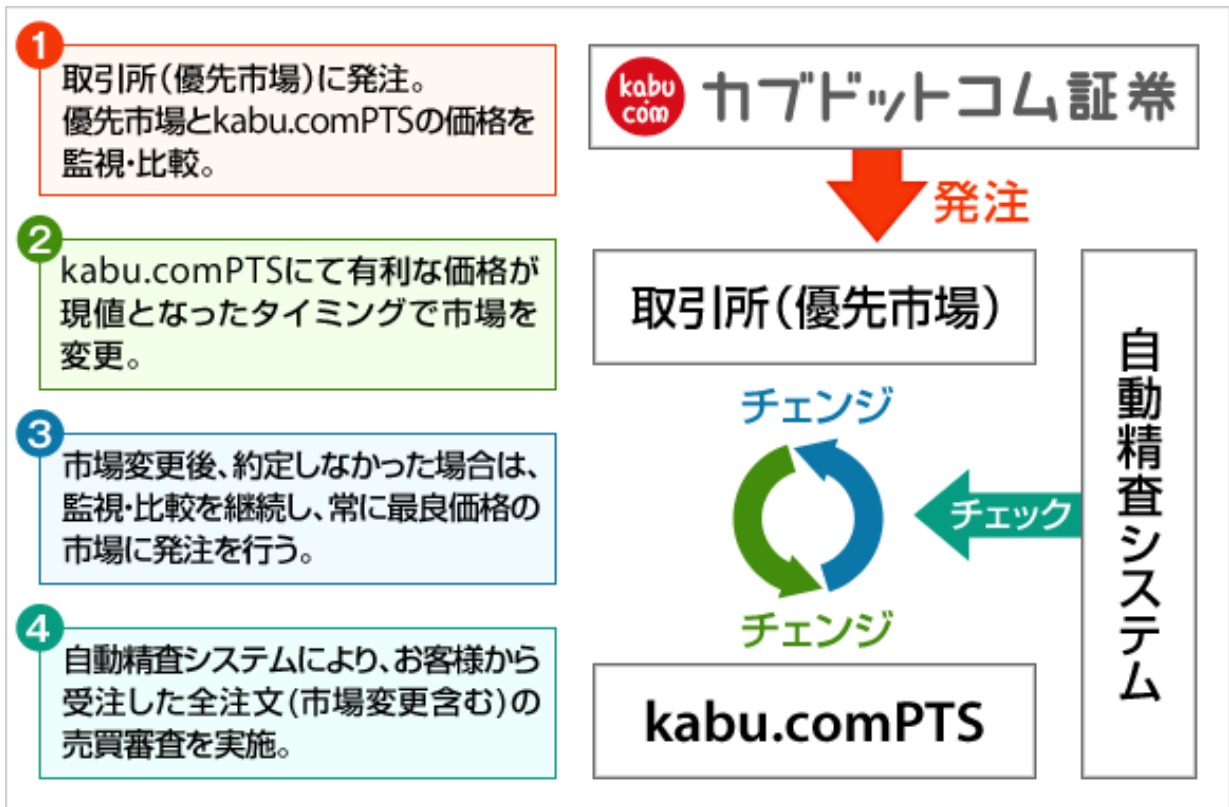 1
取引所(優先市場)に発注。
優先市場とkabu.comPTSの価格を
監視・比較。
2
kabu.comPTSにて有利な価格が
現値となったタイミングで市場を
変更。
3
市場変更後、約定しなかった場合は、
監視・比較を継続し、常に最良価格の
市場に発注を行う。
4
自動精査システムにより、お客様から
受注した全注文(市場変更含む)の
売買審査を実施。
kabu
.com
カブドットコム証券
発注
取引所(優先市場)
チェンジ
チェンジ
チェック
自動精査システム
kabu.comPTS